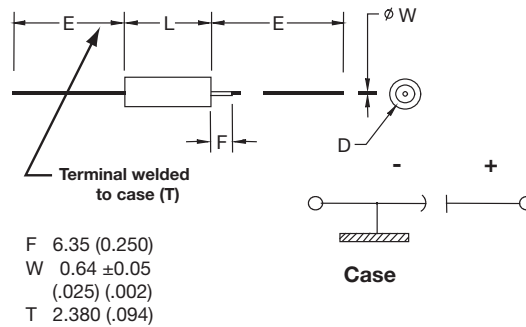 E L E ϕ W
F
D
Terminal welded
to case (T)
- +
F 6.35 (0.250)
W 0.64 ±0.05
(.025) (.002)
T 2.380 (.094)
Case